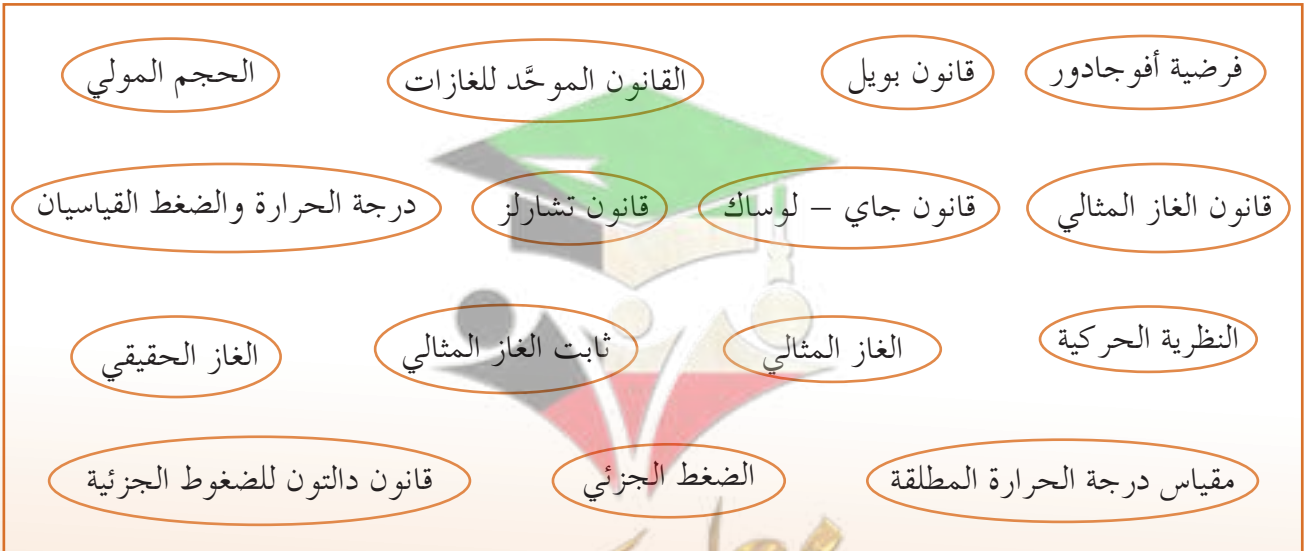 فرضية أفوجادور قانون بويل القانون الموحَّد للغازات الحجم المولي
قانون الغاز المثالي قانون جاي – لوساك قانون تشارلز درجة الحرارة والضغط القياسيان
النظرية الحركية الغاز المثالي ثابت الغاز المثالي الغاز الحقيقي
مقياس درجة الحرارة المطلقة الضغط الجزئي قانون دالتون للضغوط الجزئية